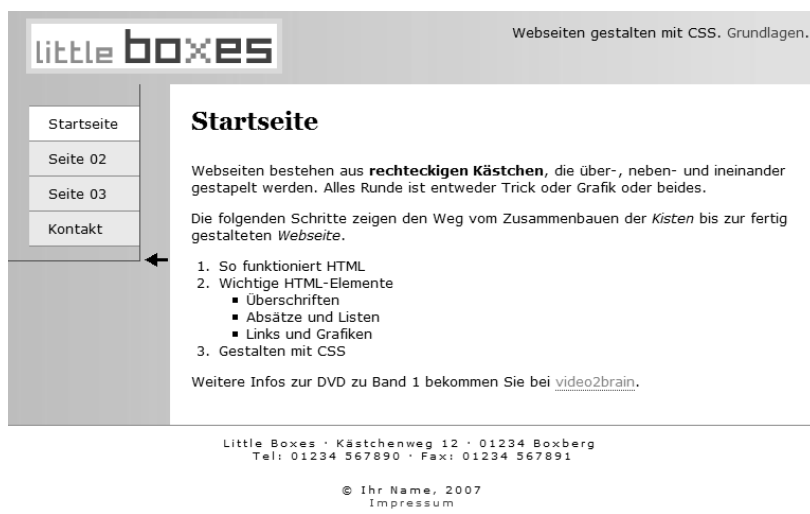 little boxes
Webseiten gestalten mit CSS. Grundlagen.
Startseite
Seite 02
Seite 03
Kontakt
Startseite
Webseiten bestehen aus rechteckigen Kästchen, die über-, neben- und ineinander
gestapelt werden. Alles Runde ist entweder Trick oder Grafik oder beides.
Die folgenden Schritte zeigen den Weg vom Zusammenbauen der Kisten bis zur fertig
gestalteten Webseite.
1. So funktioniert HTML
2. Wichtige HTML-Elemente
▪ Überschriften
▪ Absätze und Listen
▪ Links und Grafiken
3. Gestalten mit CSS
Weitere Infos zur DVD zu Band 1 bekommen Sie bei video2brain.
Little Boxes · Kästchenweg 12 · 01234 Boxberg
Tel: 01234 567890 · Fax: 01234 567891
© Ihr Name, 2007
Impressum